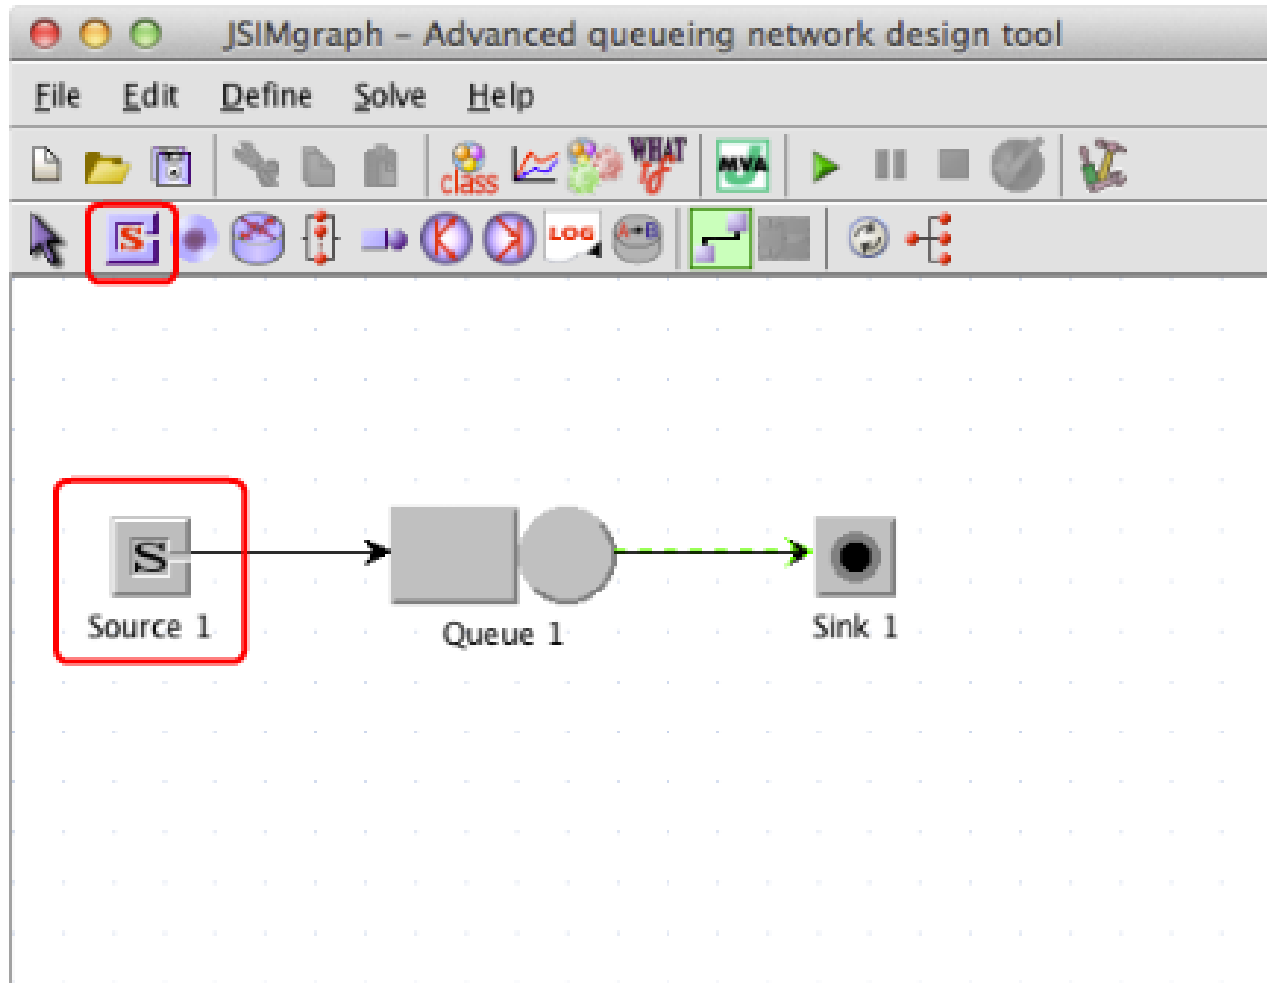 JSIMgraph – Advanced queueing network design tool
File Edit Define Solve Help
class WHAT if MVA
S LOG A→B
S
Source 1 Queue 1 Sink 1